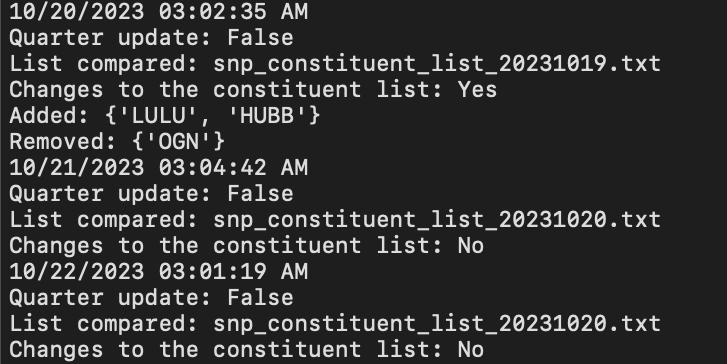 10/20/2023 03:02:35 AM
Quarter update: False
List compared: snp_constituent_list_20231019.txt
Changes to the constituent list: Yes
Added: {'LULU', 'HUBB'}
Removed: {'OGN'}
10/21/2023 03:04:42 AM
Quarter update: False
List compared: snp_constituent_list_20231020.txt
Changes to the constituent list: No
10/22/2023 03:01:19 AM
Quarter update: False
List compared: snp_constituent_list_20231020.txt
Changes to the constituent list: No